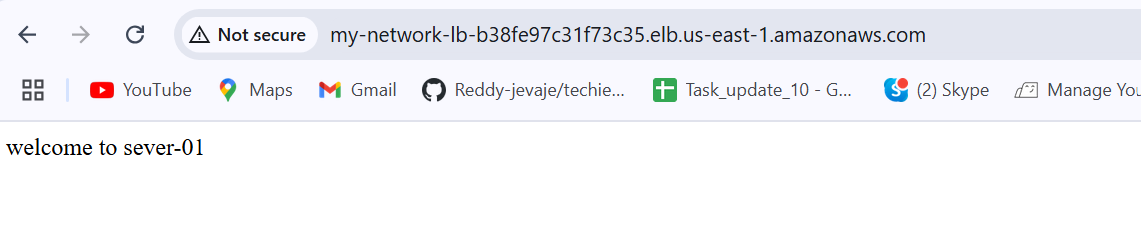 Not secure my-network-lb-b38fe97c31f73c35.elb.us-east-1.amazonaws.com
YouTube Maps Gmail Reddy-jevaje/techie... Task_update_10 - G... (2) Skype Manage You
welcome to sever-01